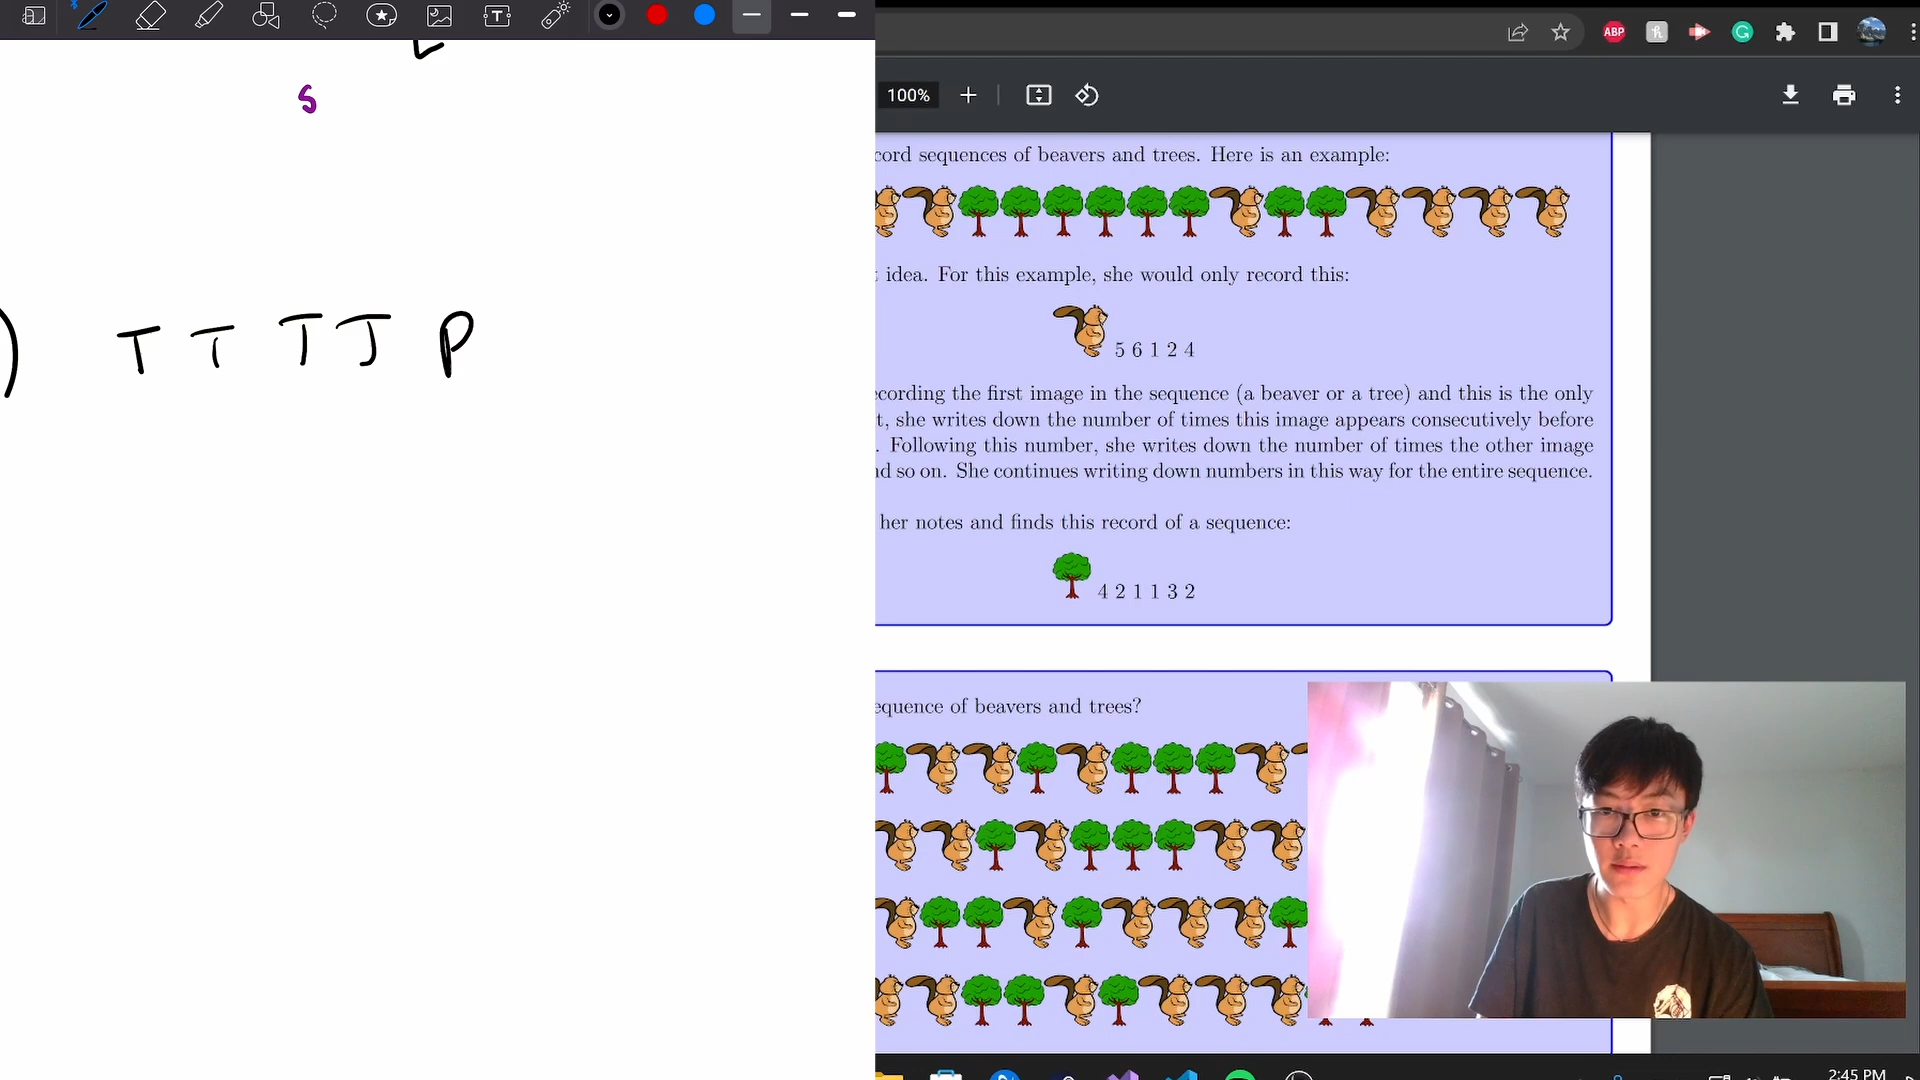 100%
ABP
s
cord sequences of beavers and trees. Here is an example:
idea. For this example, she would only record this:
T T T T P
5 6 1 2 4
cording the first image in the sequence (a beaver or a tree) and this is the only
t, she writes down the number of times this image appears consecutively before
. Following this number, she writes down the number of times the other image
nd so on. She continues writing down numbers in this way for the entire sequence.
her notes and finds this record of a sequence:
4 2 1 1 3 2
equence of beavers and trees?
2:45 PM